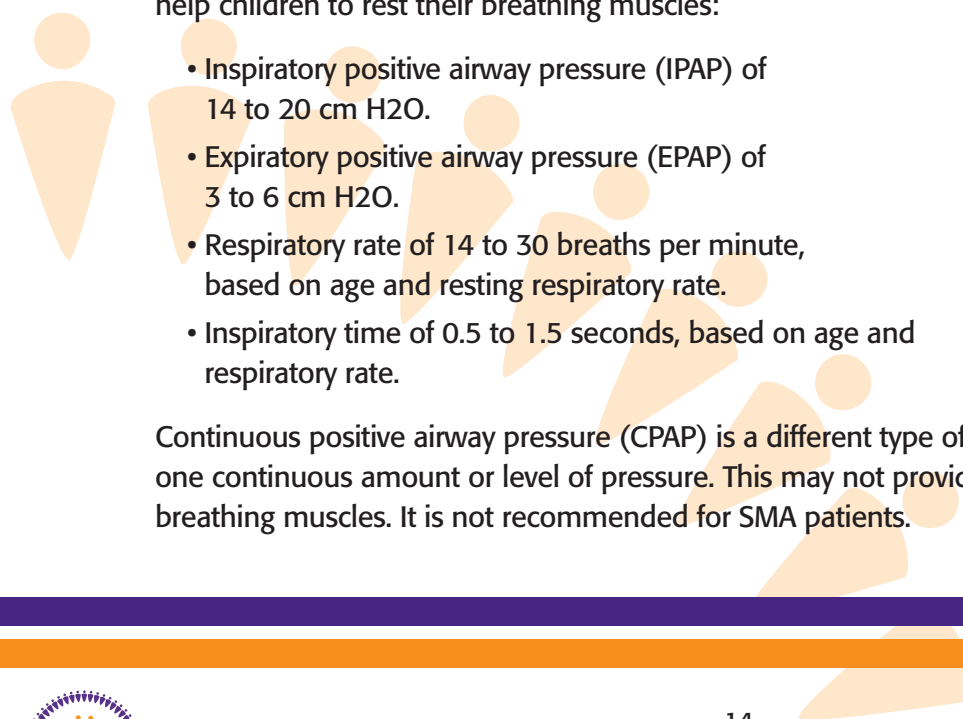 help children to rest their breathing muscles:
• Inspiratory positive airway pressure (IPAP) of
14 to 20 cm H2O.
• Expiratory positive airway pressure (EPAP) of
3 to 6 cm H2O.
• Respiratory rate of 14 to 30 breaths per minute,
based on age and resting respiratory rate.
• Inspiratory time of 0.5 to 1.5 seconds, based on age and
respiratory rate.
Continuous positive airway pressure (CPAP) is a different type of
one continuous amount or level of pressure. This may not provid
breathing muscles. It is not recommended for SMA patients.
14